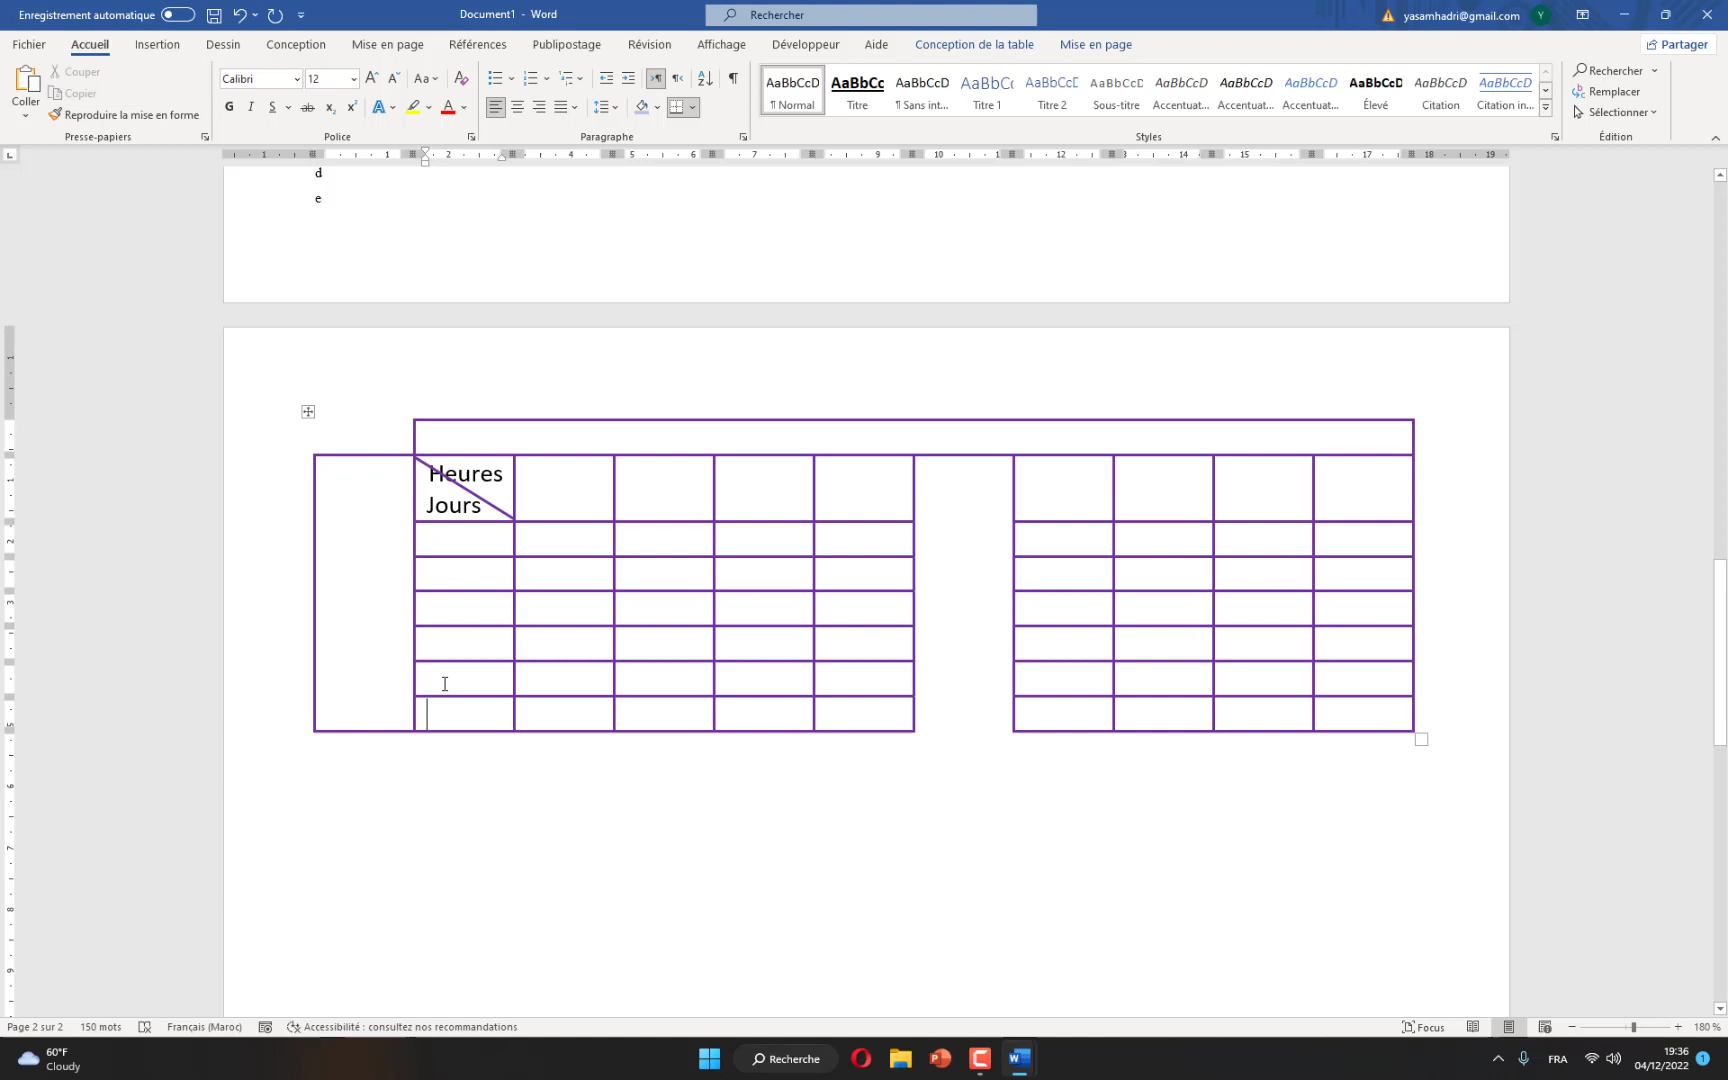 Enregistrement automatique
Document1 - Word
Rechercher
yasamhadri@gmail.com
Y
Fichier
Accueil
Insertion
Dessin
Conception
Mise en page
Références
Publipostage
Révision
Affichage
Développeur
Aide
Conception de la table
Mise en page
Partager
Coller
Couper
Copier
Reproduire la mise en forme
Presse-papiers
Calibri
12
Police
Paragraphe
AaBbCcD
¶ Normal
AaBbCc
Titre
AaBbCcD
¶ Sans int...
AaBbCc
Titre 1
AaBbCcD
Titre 2
AaBbCcD
Sous-titre
AaBbCcD
Accentuat...
AaBbCcD
Accentuat...
AaBbCcD
Accentuat...
AaBbCcD
Élevé
AaBbCcD
Citation
AaBbCcD
Citation in...
Styles
Rechercher
Remplacer
Sélectionner
Édition
d
e
Heures
Jours
Page 2 sur 2
150 mots
Français (Maroc)
Accessibilité : consultez nos recommandations
Focus
180 %
60°F
Cloudy
Recherche
FRA
19:36
04/12/2022
1